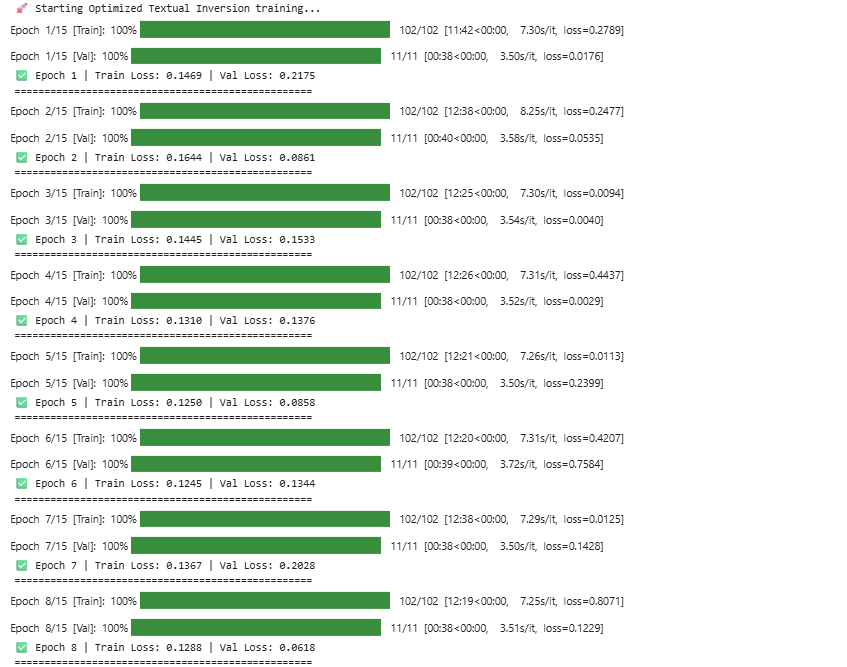 🚀 Starting Optimized Textual Inversion training...
Epoch 1/15 [Train]: 100% 102/102 [11:42<00:00, 7.30s/it, loss=0.2789]
Epoch 1/15 [Val]: 100% 11/11 [00:38<00:00, 3.50s/it, loss=0.0176]
✅ Epoch 1 | Train Loss: 0.1469 | Val Loss: 0.2175
==================================================
Epoch 2/15 [Train]: 100% 102/102 [12:38<00:00, 8.25s/it, loss=0.2477]
Epoch 2/15 [Val]: 100% 11/11 [00:40<00:00, 3.58s/it, loss=0.0535]
✅ Epoch 2 | Train Loss: 0.1644 | Val Loss: 0.0861
==================================================
Epoch 3/15 [Train]: 100% 102/102 [12:25<00:00, 7.30s/it, loss=0.0094]
Epoch 3/15 [Val]: 100% 11/11 [00:38<00:00, 3.54s/it, loss=0.0040]
✅ Epoch 3 | Train Loss: 0.1445 | Val Loss: 0.1533
==================================================
Epoch 4/15 [Train]: 100% 102/102 [12:26<00:00, 7.31s/it, loss=0.4437]
Epoch 4/15 [Val]: 100% 11/11 [00:38<00:00, 3.52s/it, loss=0.0029]
✅ Epoch 4 | Train Loss: 0.1310 | Val Loss: 0.1376
==================================================
Epoch 5/15 [Train]: 100% 102/102 [12:21<00:00, 7.26s/it, loss=0.0113]
Epoch 5/15 [Val]: 100% 11/11 [00:38<00:00, 3.50s/it, loss=0.2399]
✅ Epoch 5 | Train Loss: 0.1250 | Val Loss: 0.0858
==================================================
Epoch 6/15 [Train]: 100% 102/102 [12:20<00:00, 7.31s/it, loss=0.4207]
Epoch 6/15 [Val]: 100% 11/11 [00:39<00:00, 3.72s/it, loss=0.7584]
✅ Epoch 6 | Train Loss: 0.1245 | Val Loss: 0.1344
==================================================
Epoch 7/15 [Train]: 100% 102/102 [12:38<00:00, 7.29s/it, loss=0.0125]
Epoch 7/15 [Val]: 100% 11/11 [00:38<00:00, 3.50s/it, loss=0.1428]
✅ Epoch 7 | Train Loss: 0.1367 | Val Loss: 0.2028
==================================================
Epoch 8/15 [Train]: 100% 102/102 [12:19<00:00, 7.25s/it, loss=0.8071]
Epoch 8/15 [Val]: 100% 11/11 [00:38<00:00, 3.51s/it, loss=0.1229]
✅ Epoch 8 | Train Loss: 0.1288 | Val Loss: 0.0618
==================================================